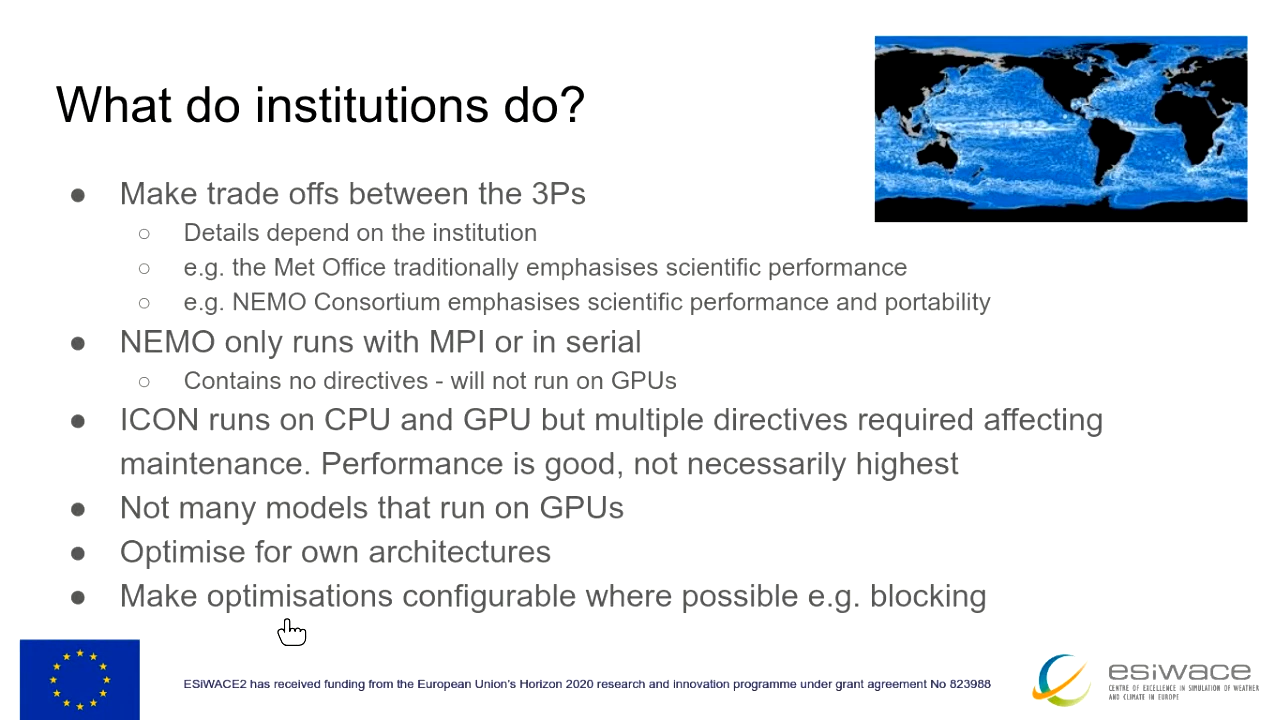 What do institutions do?
● Make trade offs between the 3Ps
○ Details depend on the institution
○ e.g. the Met Office traditionally emphasises scientific performance
○ e.g. NEMO Consortium emphasises scientific performance and portability
● NEMO only runs with MPI or in serial
○ Contains no directives - will not run on GPUs
● ICON runs on CPU and GPU but multiple directives required affecting
maintenance. Performance is good, not necessarily highest
● Not many models that run on GPUs
● Optimise for own architectures
● Make optimisations configurable where possible e.g. blocking
ESiWACE2 has received funding from the European Union's Horizon 2020 research and innovation programme under grant agreement No 823988
esiwace
CENTRE OF EXCELLENCE IN SIMULATION OF WEATHER
AND CLIMATE IN EUROPE